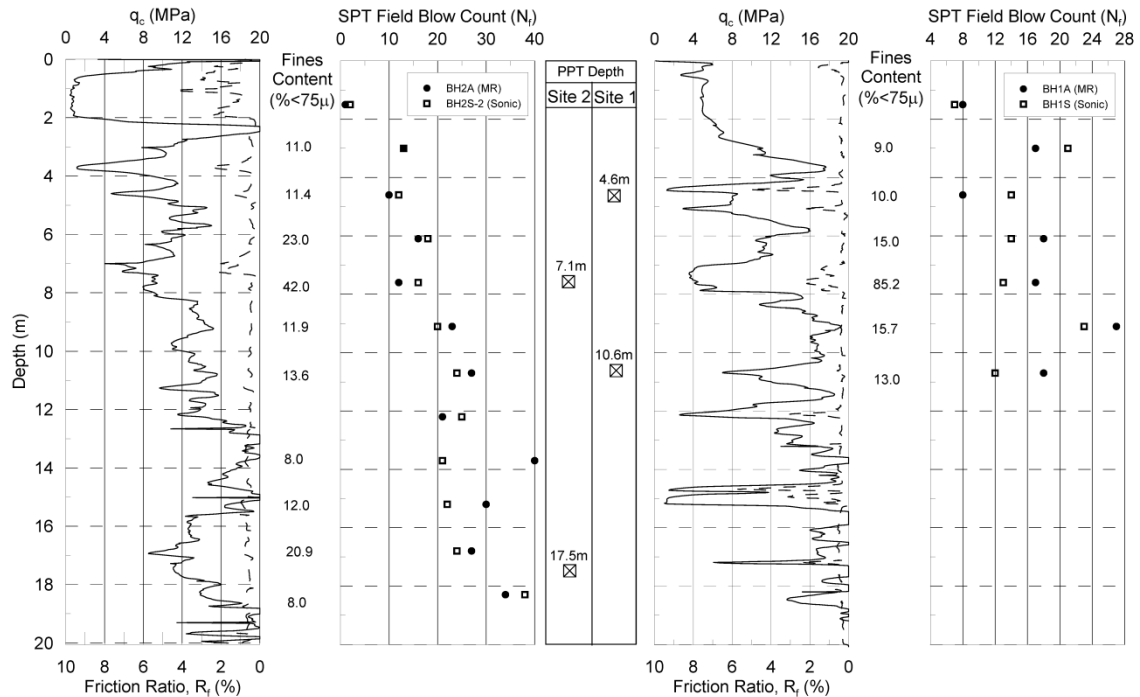 q_c (MPa)
0 4 8 12 16 20
Fines
Content
(%<75μ)
SPT Field Blow Count (N_f)
0 10 20 30 40
BH2A (MR)
BH2S-2 (Sonic)
PPT Depth
Site 2 Site 1
4.6m
7.1m
10.6m
17.5m
q_c (MPa)
0 4 8 12 16 20
Fines
Content
(%<75μ)
SPT Field Blow Count (N_f)
4 8 12 16 20 24 28
BH1A (MR)
BH1S (Sonic)
Depth (m)
0
2
4
6
8
10
12
14
16
18
20
11.0
11.4
23.0
42.0
11.9
13.6
8.0
12.0
20.9
8.0
9.0
10.0
15.0
85.2
15.7
13.0
10 8 6 4 2 0
Friction Ratio, R_f (%)
10 8 6 4 2 0
Friction Ratio, R_f (%)